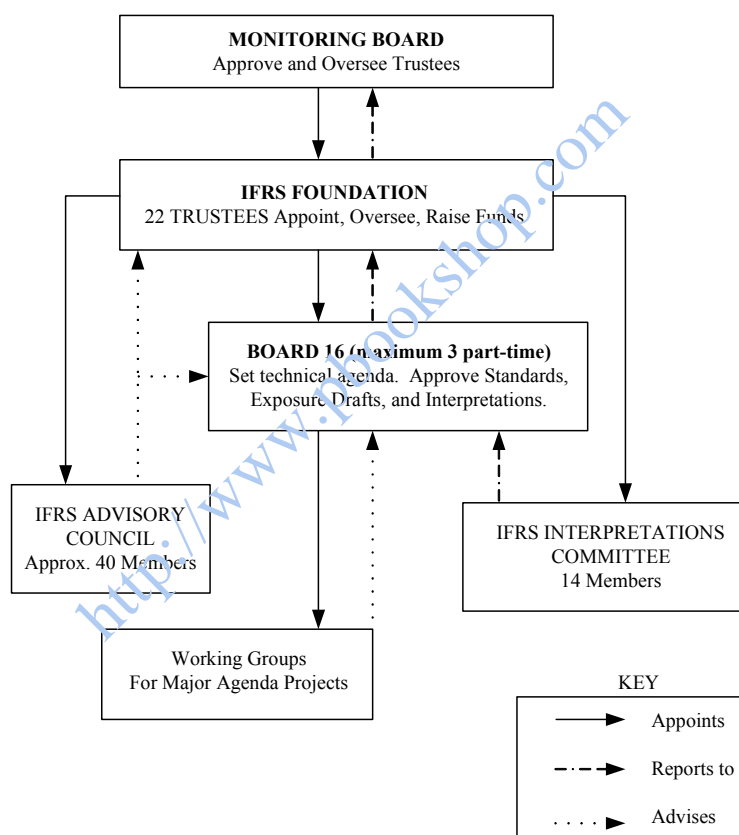 MONITORING BOARD
Approve and Oversee Trustees
IFRS FOUNDATION
22 TRUSTEES Appoint, Oversee, Raise Funds
BOARD 16 (maximum 3 part-time)
Set technical agenda. Approve Standards,
Exposure Drafts, and Interpretations.
IFRS ADVISORY
COUNCIL
Approx. 40 Members
IFRS INTERPRETATIONS
COMMITTEE
14 Members
Working Groups
For Major Agenda Projects
KEY
Appoints
Reports to
Advises
http://www.pbookshop.com